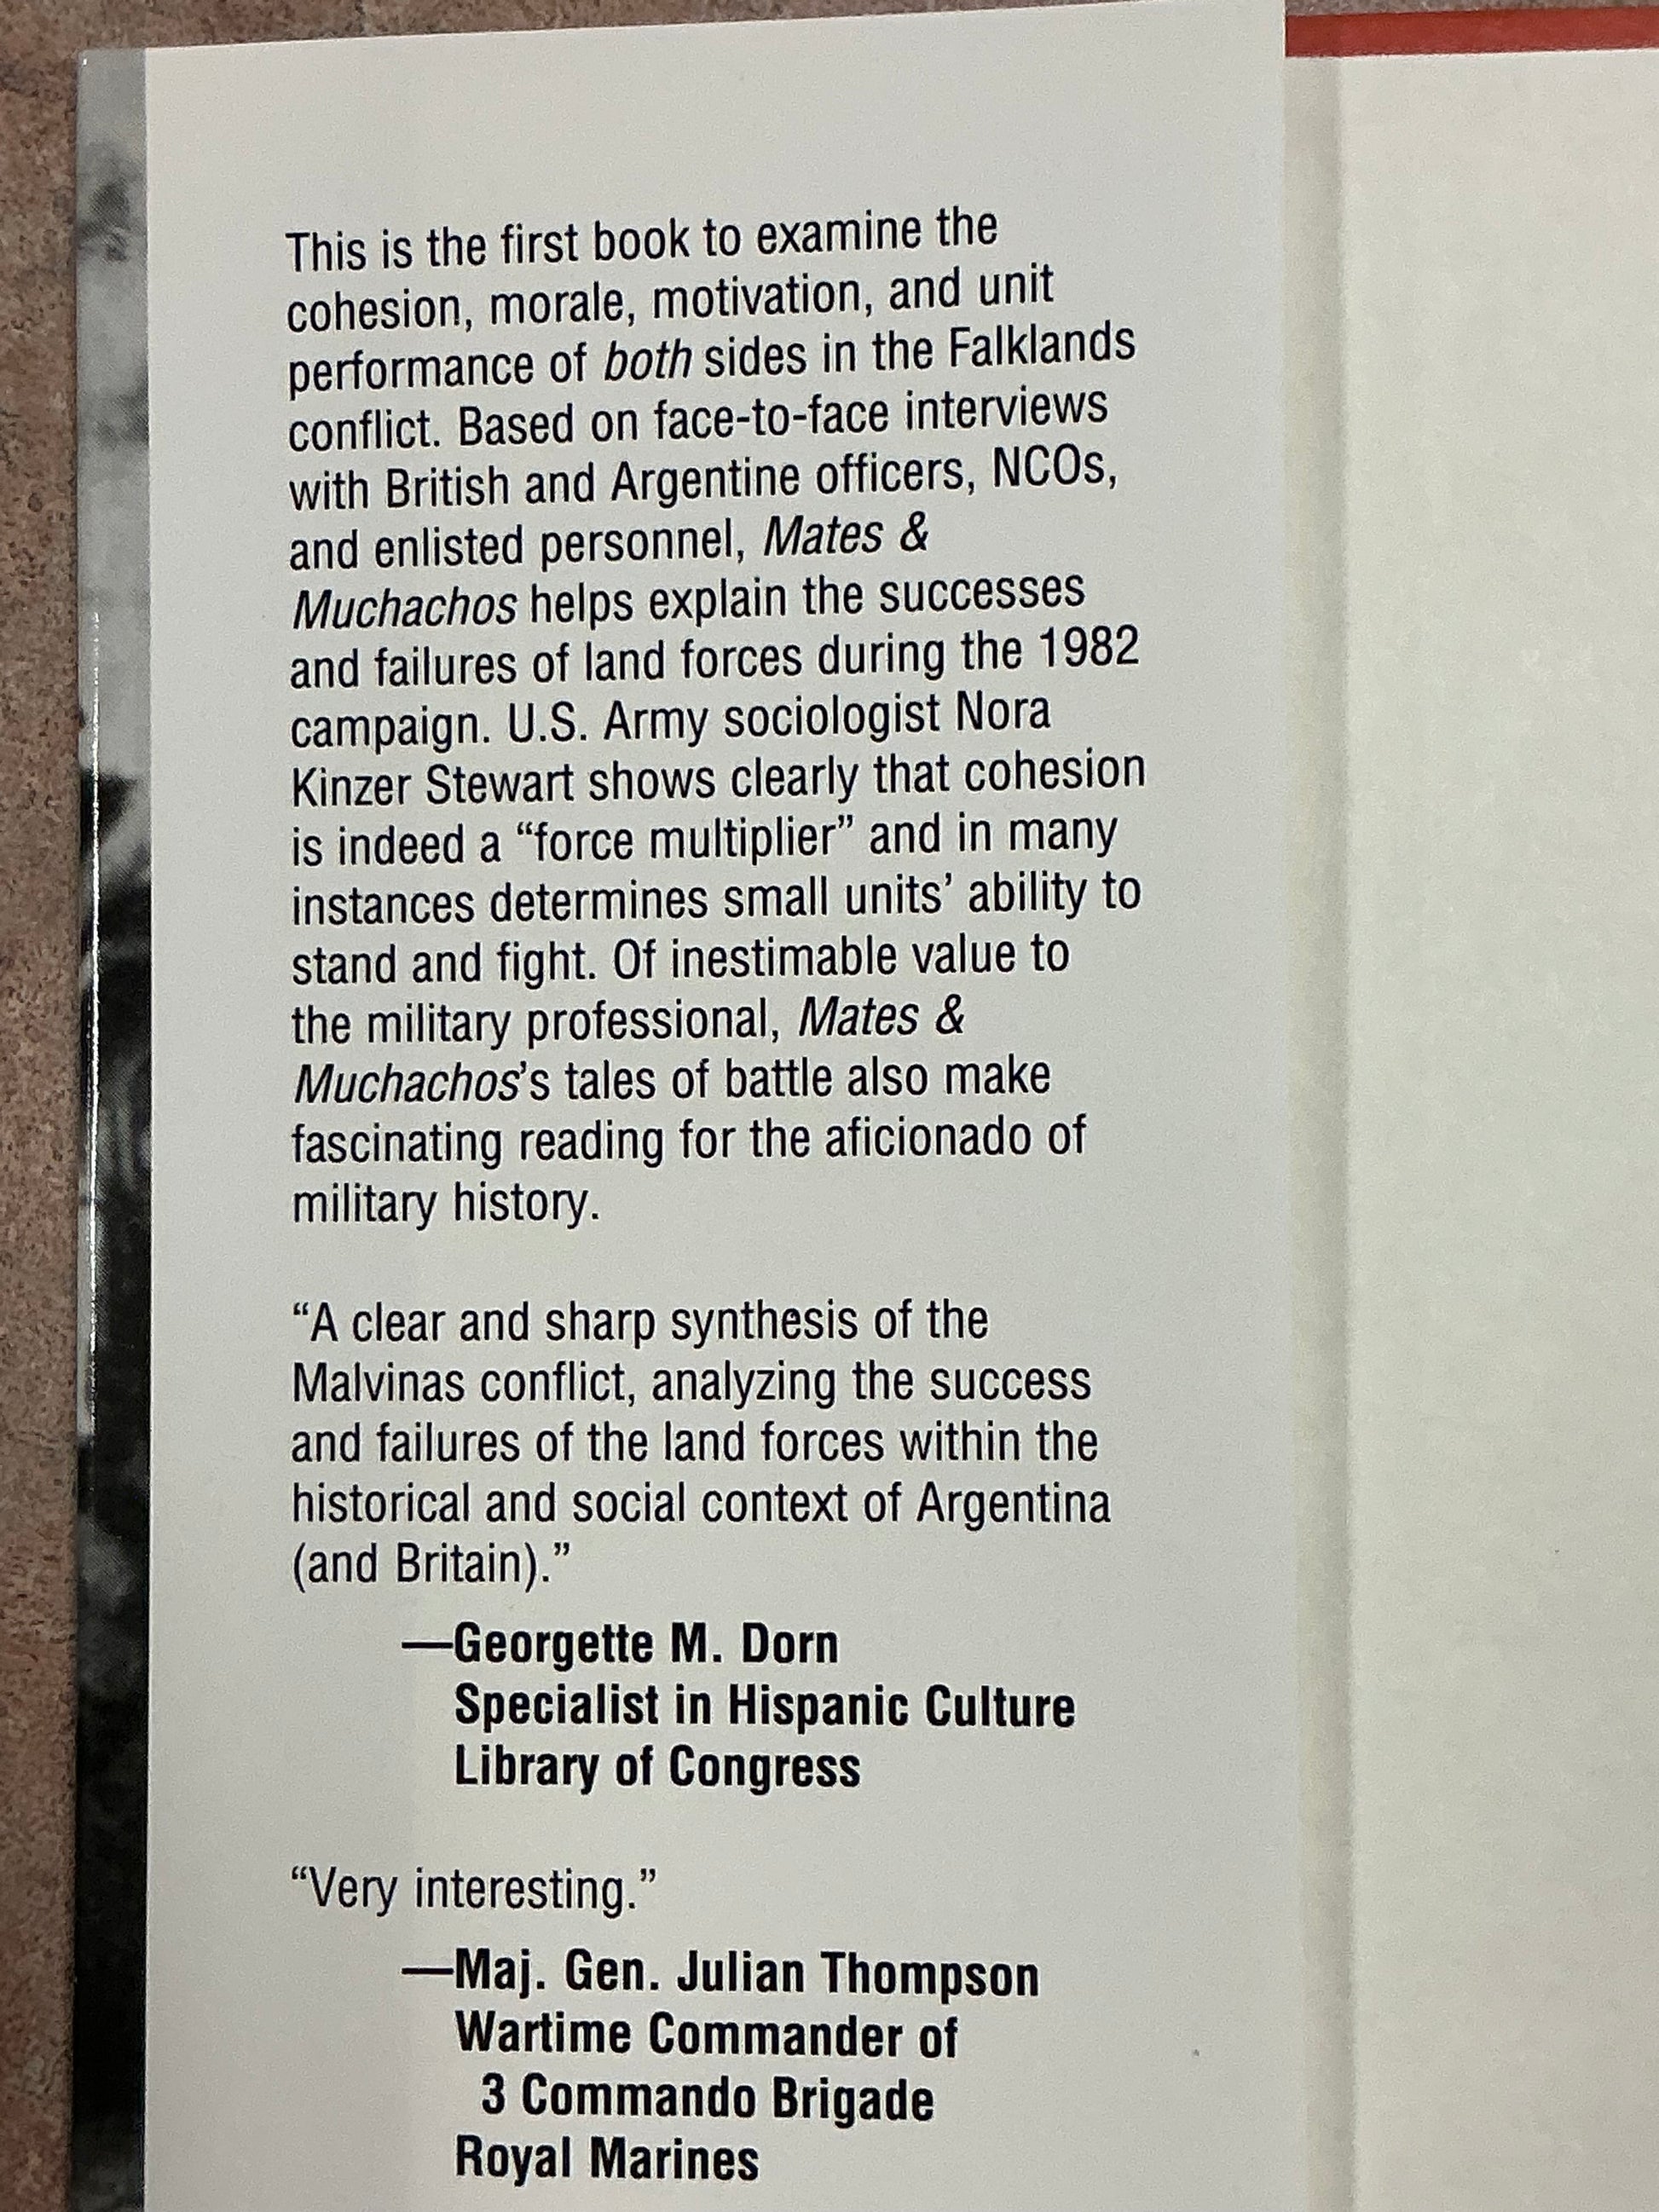 This is the first book to examine the
cohesion, morale, motivation, and unit
performance of both sides in the Falklands
conflict. Based on face-to-face interviews
with British and Argentine officers, NCOs,
and enlisted personnel, Mates &
Muchachos helps explain the successes
and failures of land forces during the 1982
campaign. U.S. Army sociologist Nora
Kinzer Stewart shows clearly that cohesion
is indeed a “force multiplier” and in many
instances determines small units’ ability to
stand and fight. Of inestimable value to
the military professional, Mates &
Muchachos’s tales of battle also make
fascinating reading for the aficionado of
military history.
“A clear and sharp synthesis of the
Malvinas conflict, analyzing the success
and failures of the land forces within the
historical and social context of Argentina
(and Britain).”
—Georgette M. Dorn
Specialist in Hispanic Culture
Library of Congress
“Very interesting.”
—Maj. Gen. Julian Thompson
Wartime Commander of
3 Commando Brigade
Royal Marines